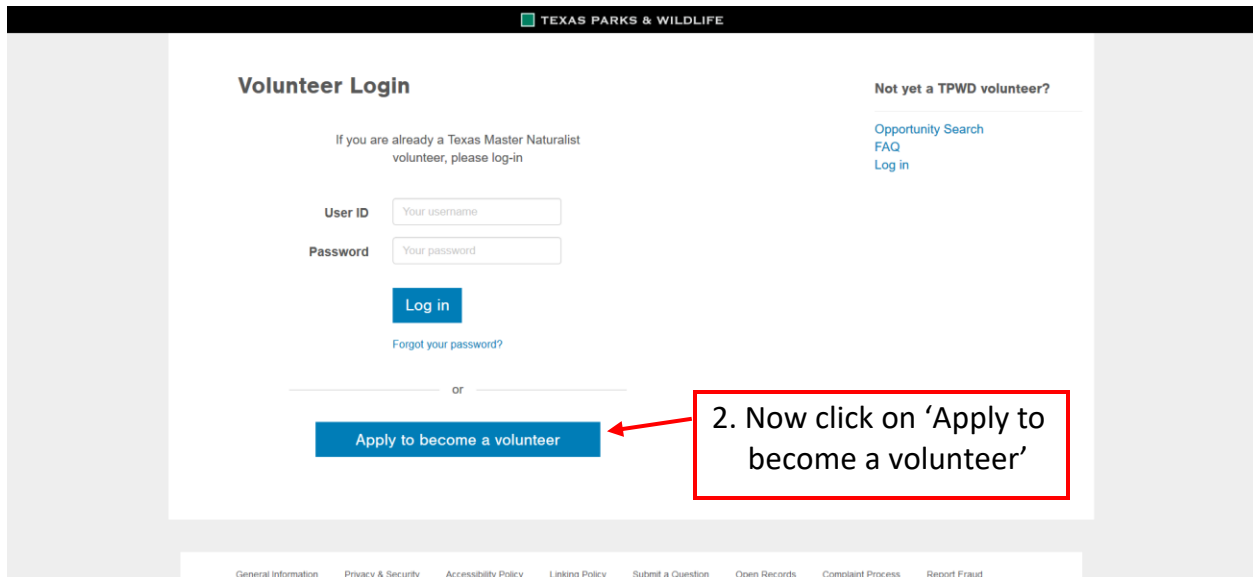 TEXAS PARKS & WILDLIFE
Volunteer Login
Not yet a TPWD volunteer?
If you are already a Texas Master Naturalist
volunteer, please log-in
Opportunity Search
FAQ
Log in
User ID
Your username
Password
Your password
Log in
Forgot your password?
or
Apply to become a volunteer
2. Now click on ‘Apply to
become a volunteer’
General Information Privacy & Security Accessibility Policy Linking Policy Submit a Question Open Records Complaint Process Report Fraud